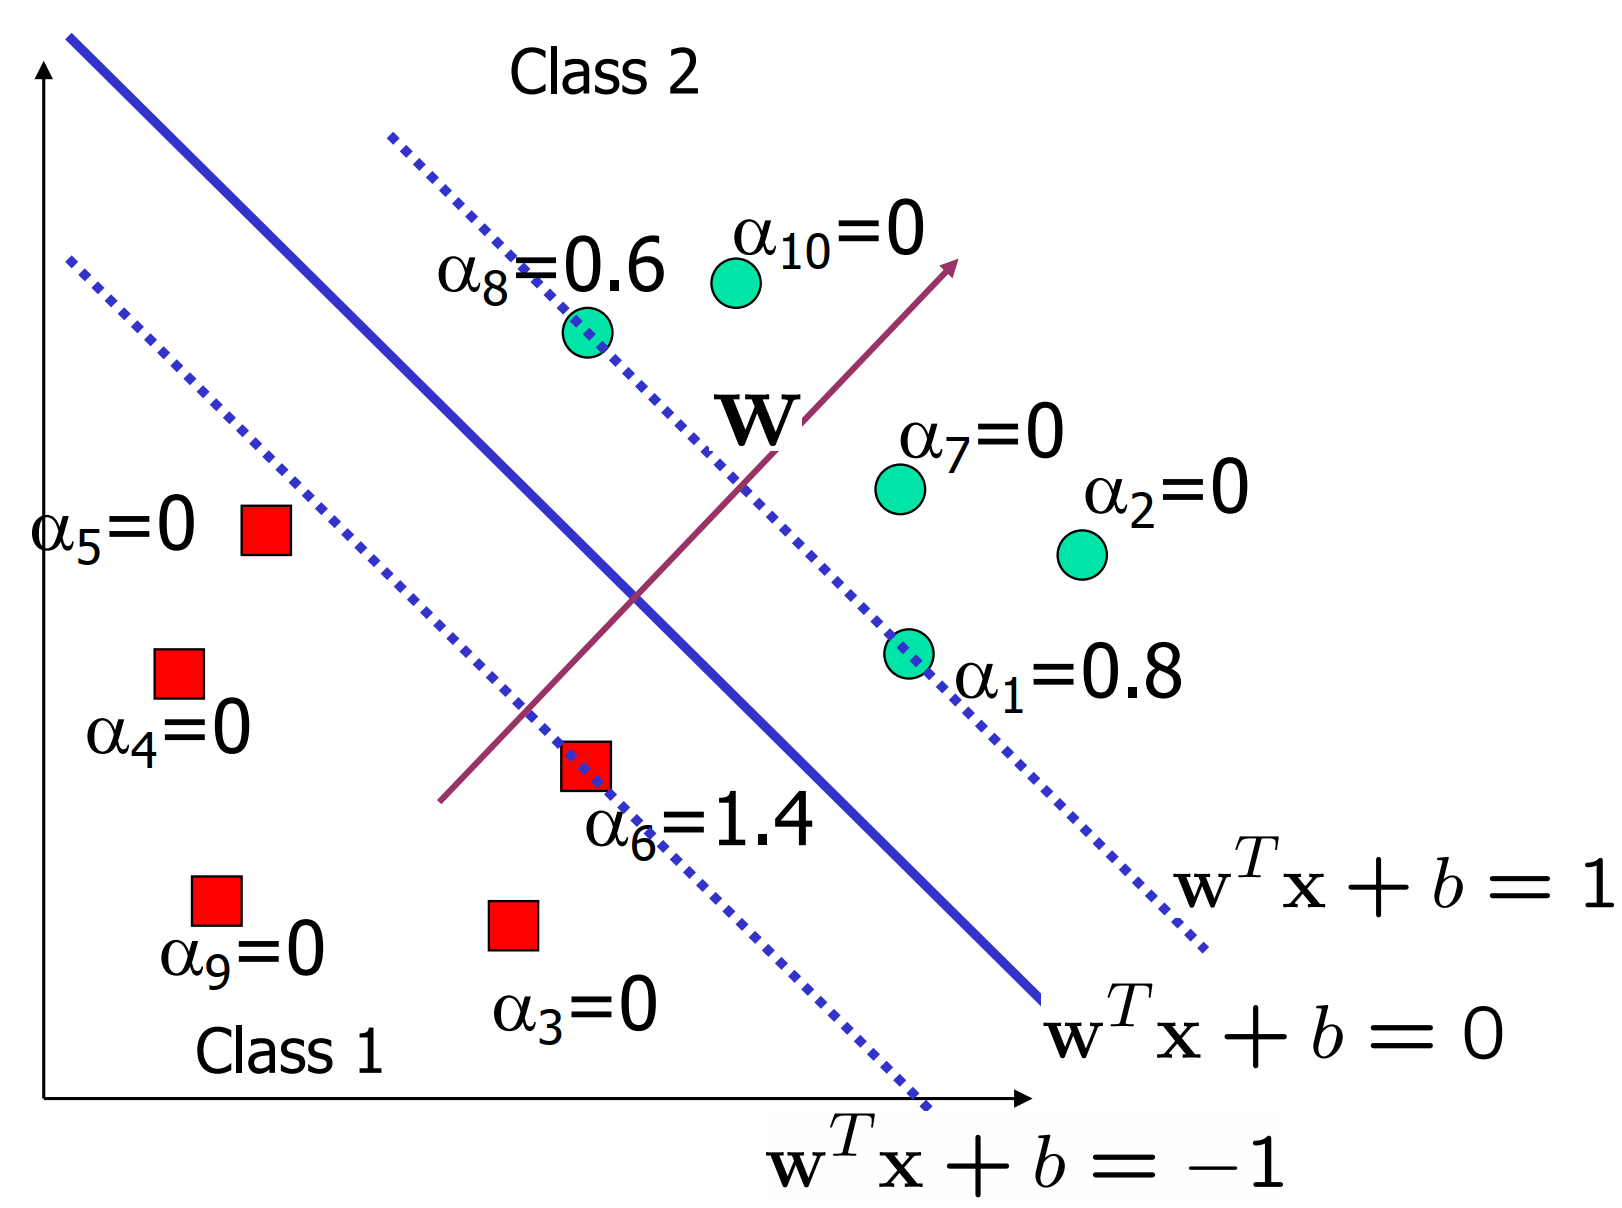 Class 2
α₁₀=0
α₈=0.6
w
α₇=0
α₂=0
α₅=0
α₁=0.8
α₄=0
α₆=1.4
wᵀx + b = 1
α₉=0
α₃=0
Class 1
wᵀx + b = 0
wᵀx + b = −1